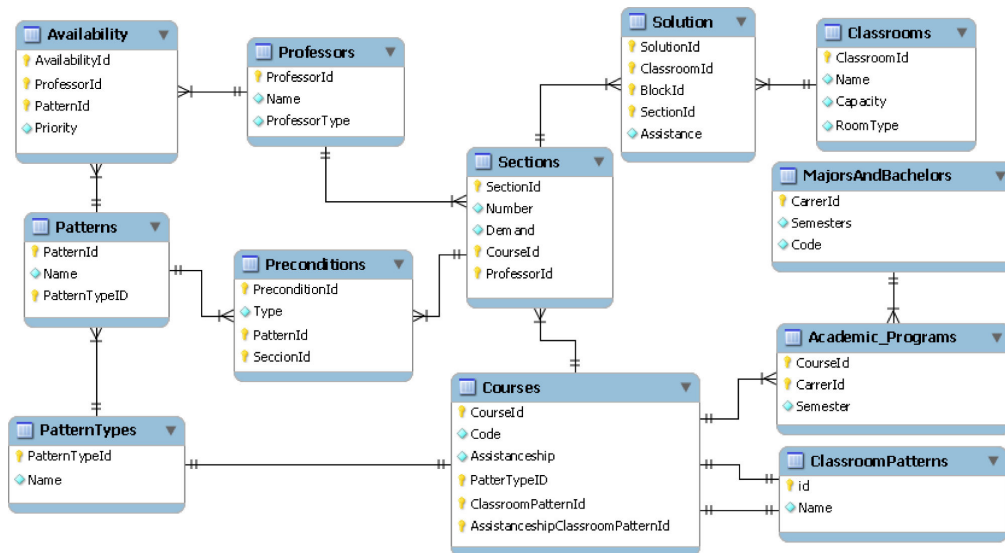 Availability
AvailabilityId
ProfessorId
PatternId
Priority
Professors
ProfessorId
Name
ProfessorType
Solution
SolutionId
ClassroomId
BlockId
SectionId
Assistance
Classrooms
ClassroomId
Name
Capacity
RoomType
Sections
SectionId
Number
Demand
CourseId
ProfessorId
MajorsAndBachelors
CarrerId
Semesters
Code
Patterns
PatternId
Name
PatternTypeID
Preconditions
PreconditionId
Type
PatternId
SeccionId
Academic_Programs
CourseId
CarrerId
Semester
Courses
CourseId
Code
Assistanceship
PatterTypeID
ClassroomPatternId
AssistanceshipClassroomPatternId
PatternTypes
PatternTypeId
Name
ClassroomPatterns
id
Name